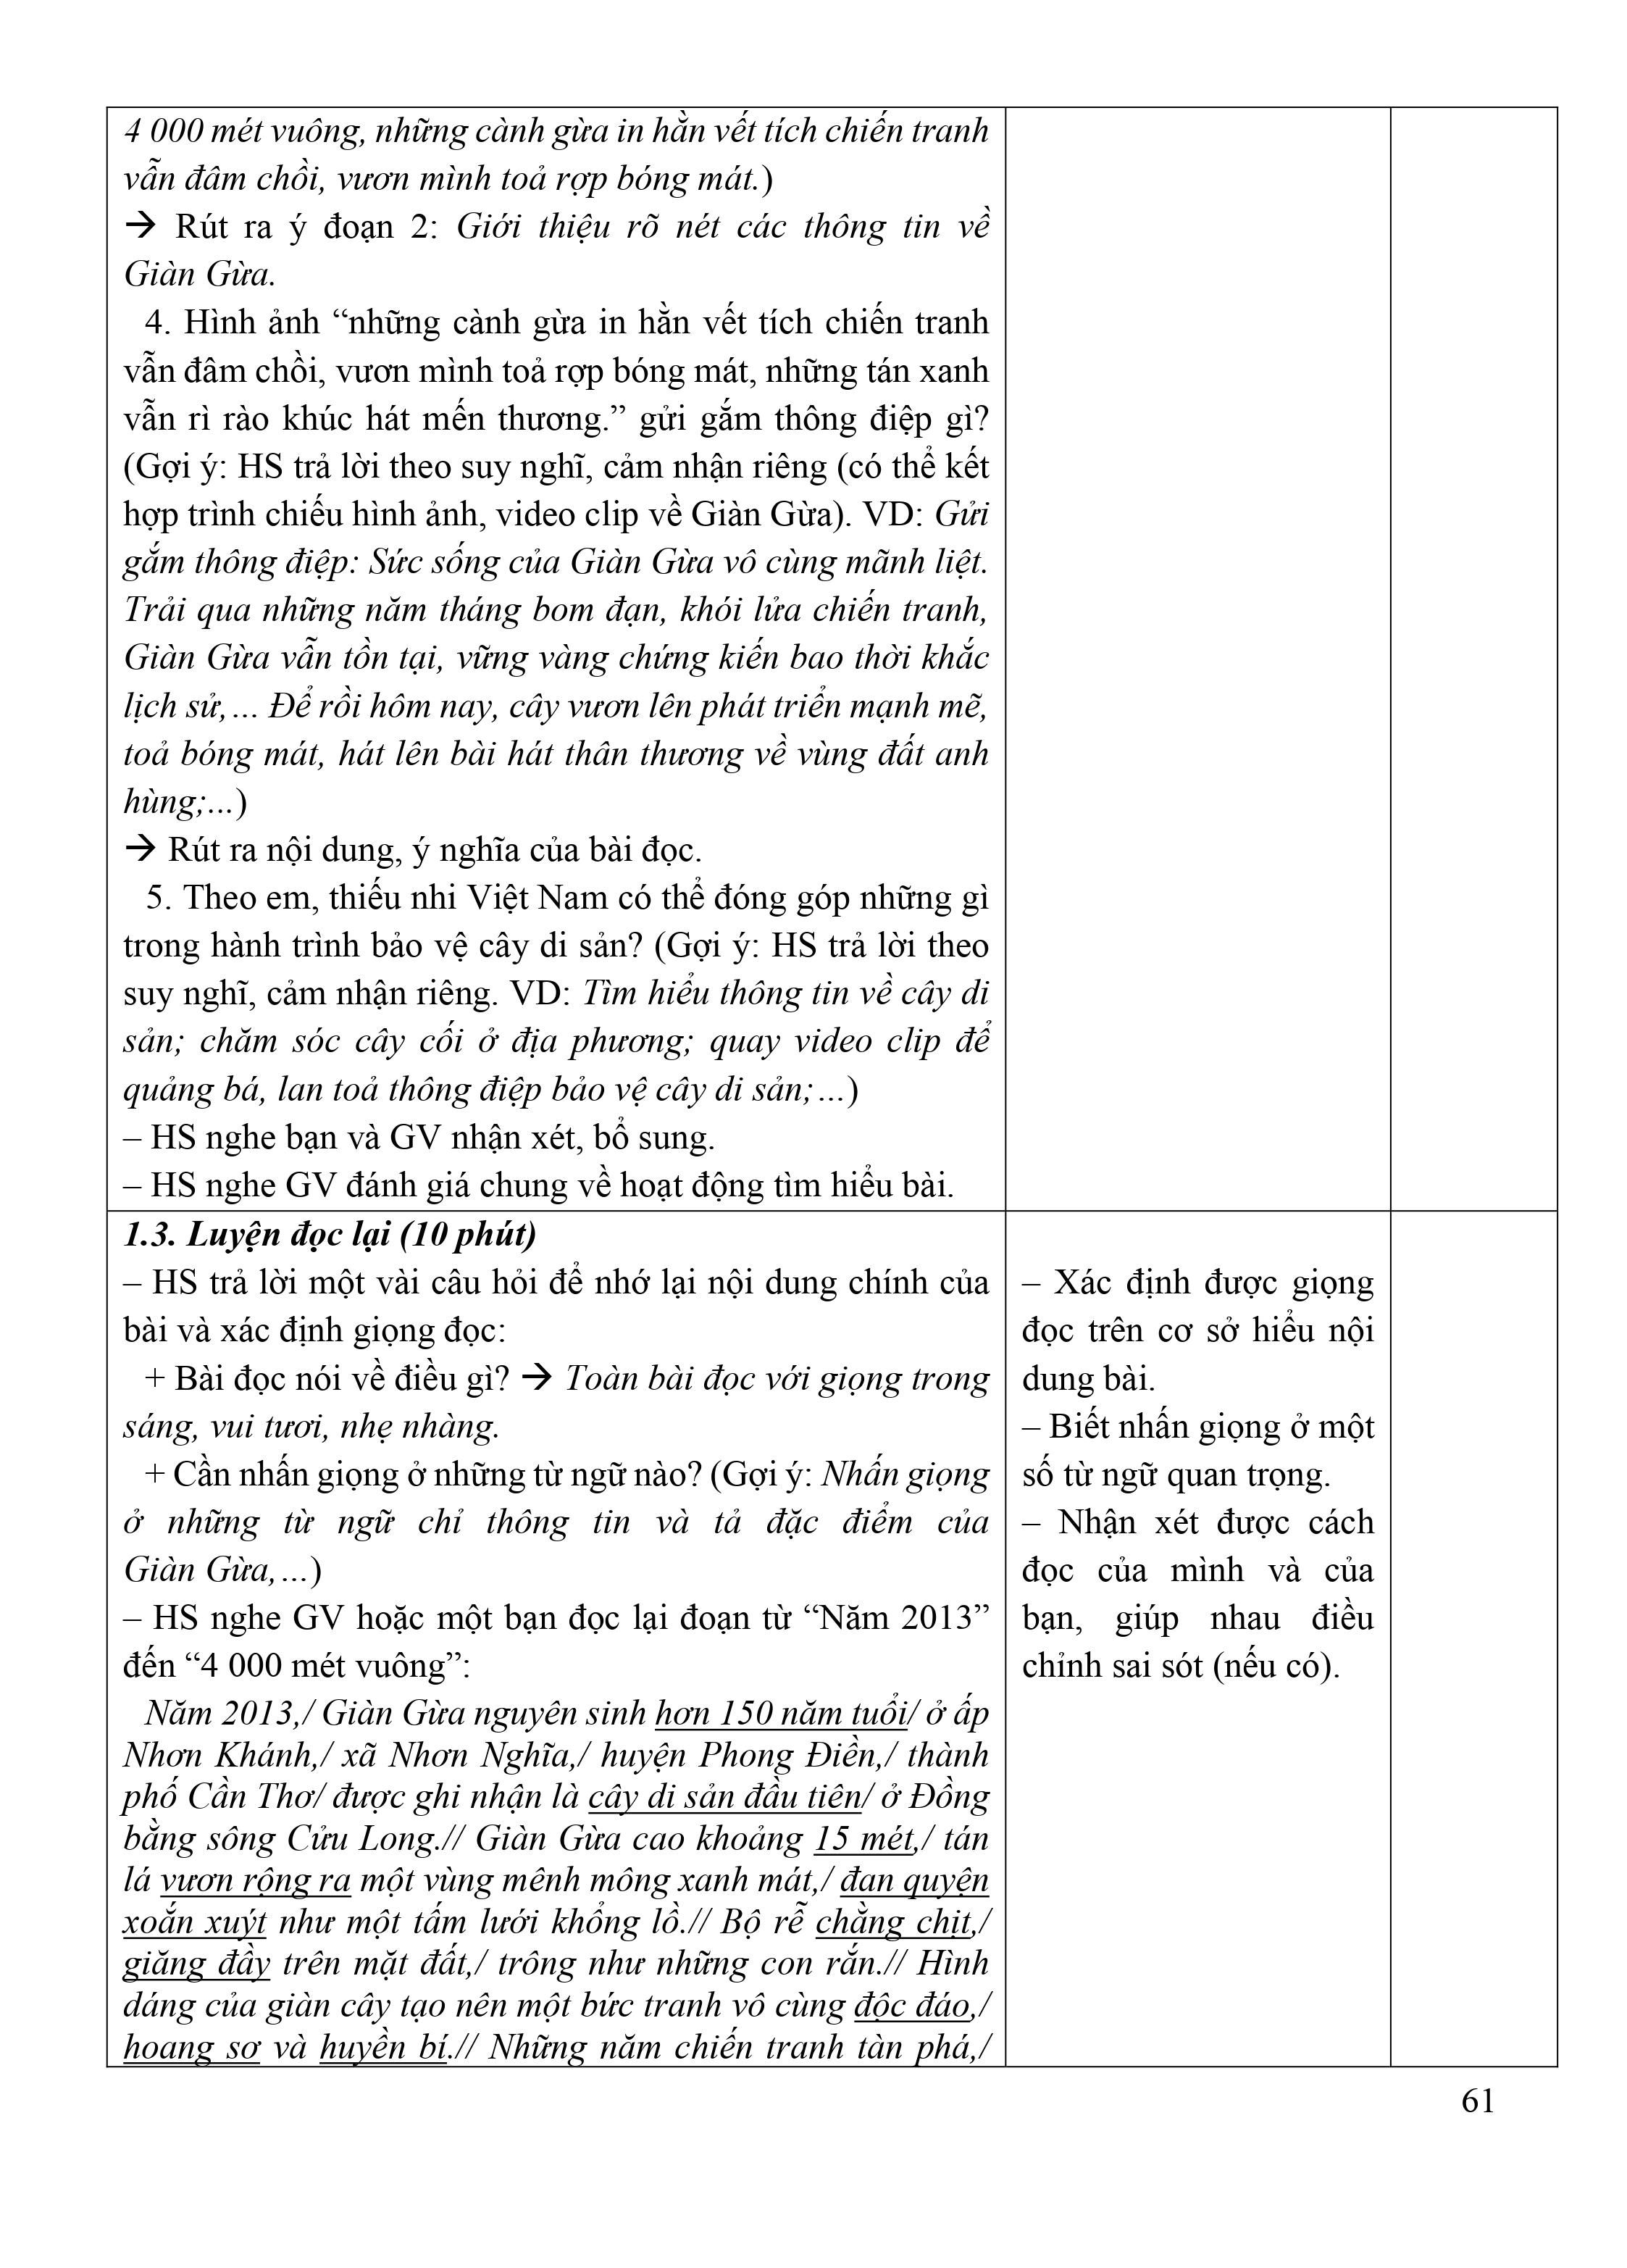 4 000 mét vuông, những cành gừa in hằn vết tích chiến tranh
vẫn đâm chồi, vươn mình toả rợp bóng mát.)
→ Rút ra ý đoạn 2: Giới thiệu rõ nét các thông tin về
Giàn Gừa.
4. Hình ảnh “những cành gừa in hằn vết tích chiến tranh
vẫn đâm chồi, vươn mình toả rợp bóng mát, những tán xanh
vẫn rì rào khúc hát mến thương.” gửi gắm thông điệp gì?
(Gợi ý: HS trả lời theo suy nghĩ, cảm nhận riêng (có thể kết
hợp trình chiếu hình ảnh, video clip về Giàn Gừa). VD: Gửi
gắm thông điệp: Sức sống của Giàn Gừa vô cùng mãnh liệt.
Trải qua những năm tháng bom đạn, khói lửa chiến tranh,
Giàn Gừa vẫn tồn tại, vững vàng chứng kiến bao thời khắc
lịch sử,… Để rồi hôm nay, cây vươn lên phát triển mạnh mẽ,
toả bóng mát, hát lên bài hát thân thương về vùng đất anh
hùng;...)
→ Rút ra nội dung, ý nghĩa của bài đọc.
5. Theo em, thiếu nhi Việt Nam có thể đóng góp những gì
trong hành trình bảo vệ cây di sản? (Gợi ý: HS trả lời theo
suy nghĩ, cảm nhận riêng. VD: Tìm hiểu thông tin về cây di
sản; chăm sóc cây cối ở địa phương; quay video clip để
quảng bá, lan toả thông điệp bảo vệ cây di sản;…)
– HS nghe bạn và GV nhận xét, bổ sung.
– HS nghe GV đánh giá chung về hoạt động tìm hiểu bài.
1.3. Luyện đọc lại (10 phút)
– HS trả lời một vài câu hỏi để nhớ lại nội dung chính của
bài và xác định giọng đọc:
+ Bài đọc nói về điều gì? → Toàn bài đọc với giọng trong
sáng, vui tươi, nhẹ nhàng.
+ Cần nhấn giọng ở những từ ngữ nào? (Gợi ý: Nhấn giọng
ở những từ ngữ chỉ thông tin và tả đặc điểm của
Giàn Gừa,…)
– HS nghe GV hoặc một bạn đọc lại đoạn từ “Năm 2013”
đến “4 000 mét vuông”:
Năm 2013,/ Giàn Gừa nguyên sinh hơn 150 năm tuổi/ ở ấp
Nhơn Khánh,/ xã Nhơn Nghĩa,/ huyện Phong Điền,/ thành
phố Cần Thơ/ được ghi nhận là cây di sản đầu tiên/ ở Đồng
bằng sông Cửu Long.// Giàn Gừa cao khoảng 15 mét,/ tán
lá vươn rộng ra một vùng mênh mông xanh mát,/ đan quyện
xoắn xuýt như một tấm lưới khổng lồ.// Bộ rễ chằng chịt,/
giăng đầy trên mặt đất,/ trông như những con rắn.// Hình
dáng của giàn cây tạo nên một bức tranh vô cùng độc đáo,/
hoang sơ và huyền bí.// Những năm chiến tranh tàn phá,/
– Xác định được giọng
đọc trên cơ sở hiểu nội
dung bài.
– Biết nhấn giọng ở một
số từ ngữ quan trọng.
– Nhận xét được cách
đọc của mình và của
bạn, giúp nhau điều
chỉnh sai sót (nếu có).
61